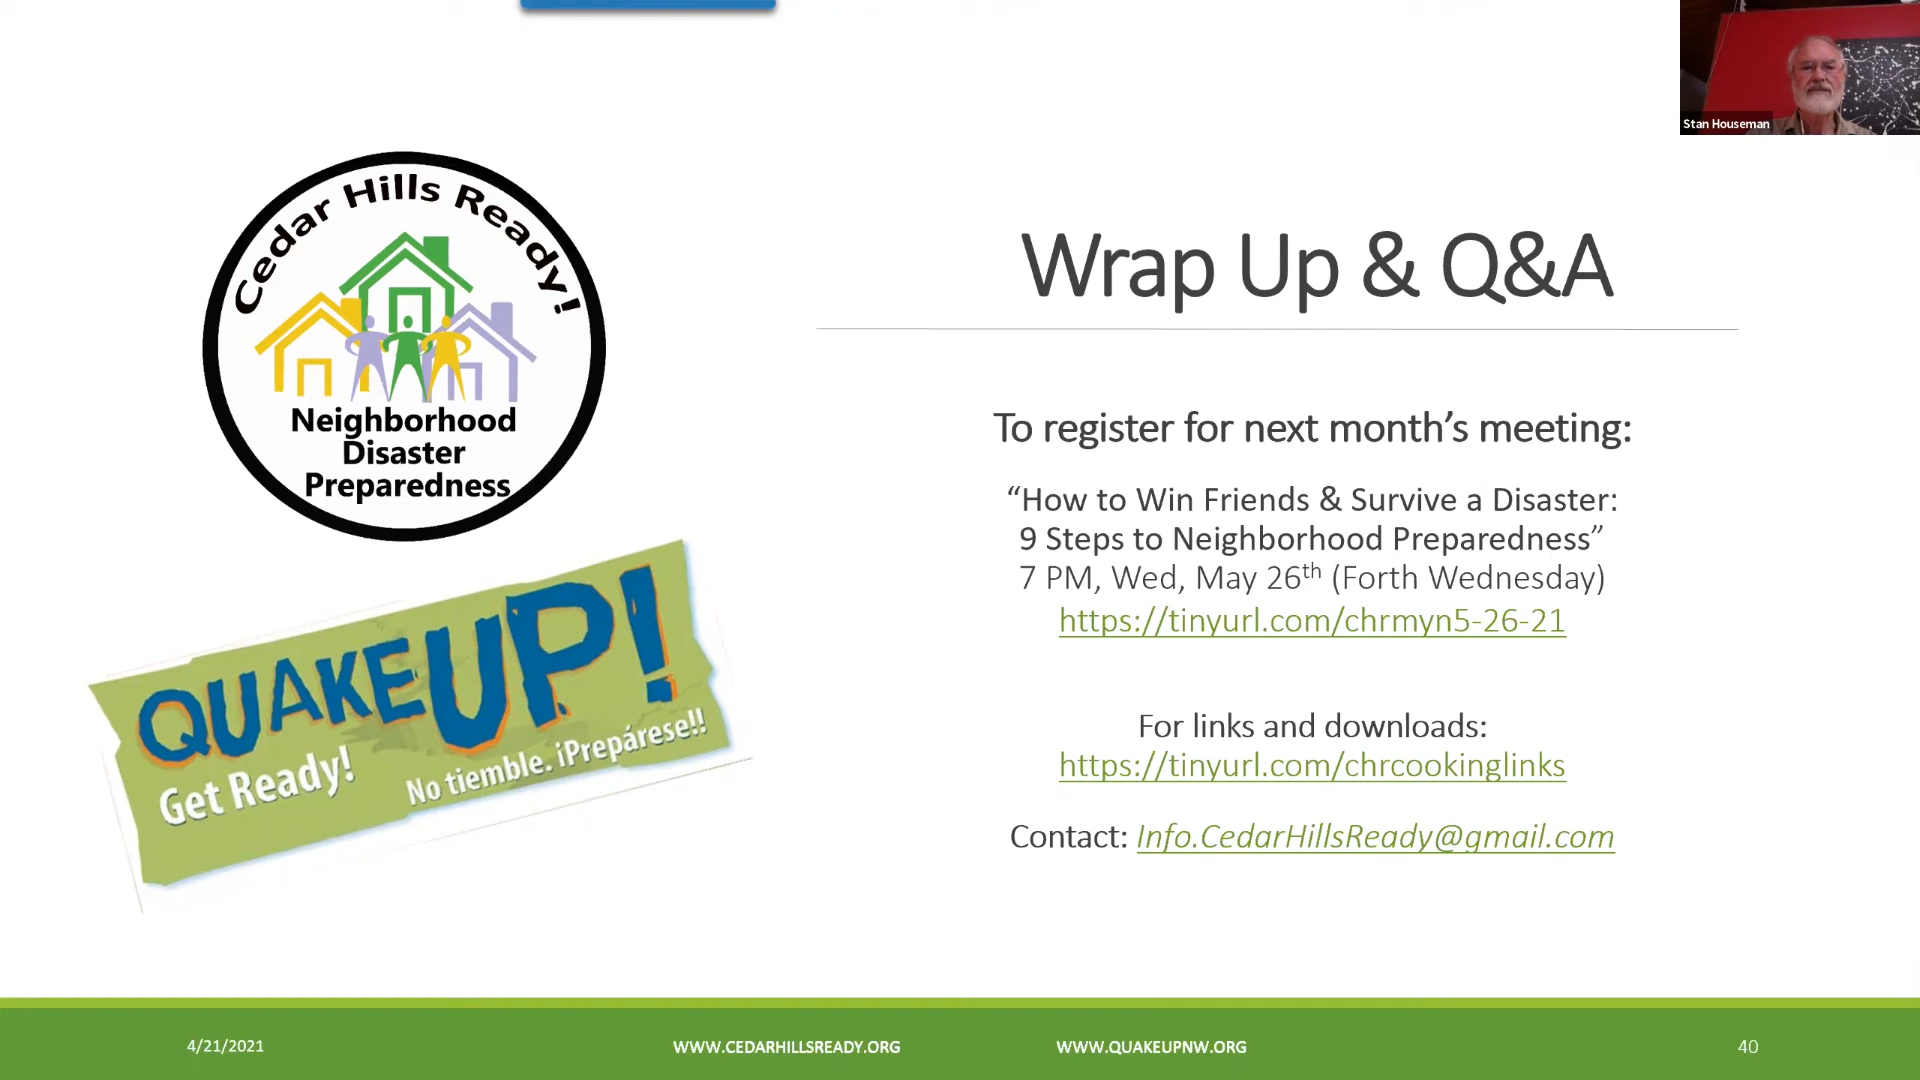 Stan Houseman
Cedar Hills Ready!
Neighborhood
Disaster
Preparedness
QUAKEUP!
Get Ready!
No tiemble. ¡Prepárese!!
Wrap Up & Q&A
To register for next month’s meeting:
“How to Win Friends & Survive a Disaster:
9 Steps to Neighborhood Preparedness”
7 PM, Wed, May 26th (Forth Wednesday)
https://tinyurl.com/chrmyn5-26-21
For links and downloads:
https://tinyurl.com/chrcookinglinks
Contact: Info.CedarHillsReady@gmail.com
4/21/2021
WWW.CEDARHILLSREADY.ORG
WWW.QUAKEUPNW.ORG
40